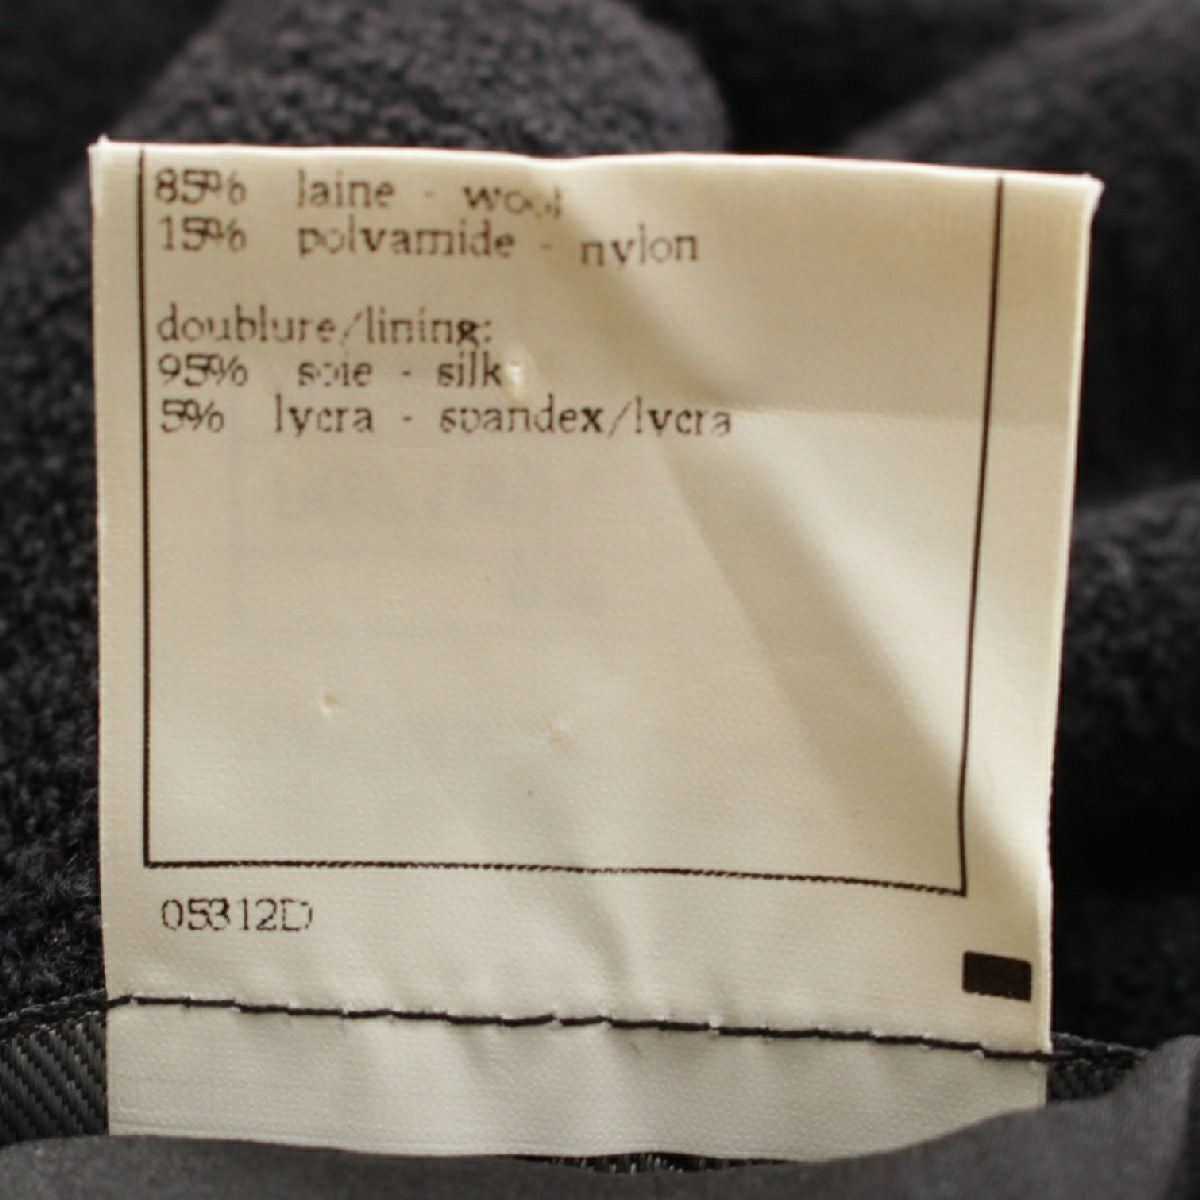 85% laine - wool
15% polyamide - nylon
doublure/lining:
95% soie - silk
5% lycra - spandex/lycra
05312D